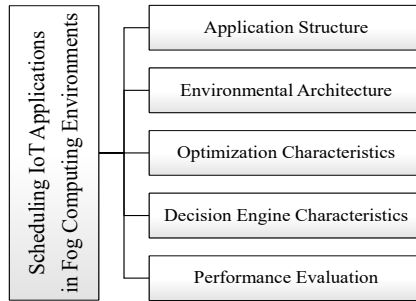 Scheduling IoT Applications
in Fog Computing Environments
Application Structure
Environmental Architecture
Optimization Characteristics
Decision Engine Characteristics
Performance Evaluation